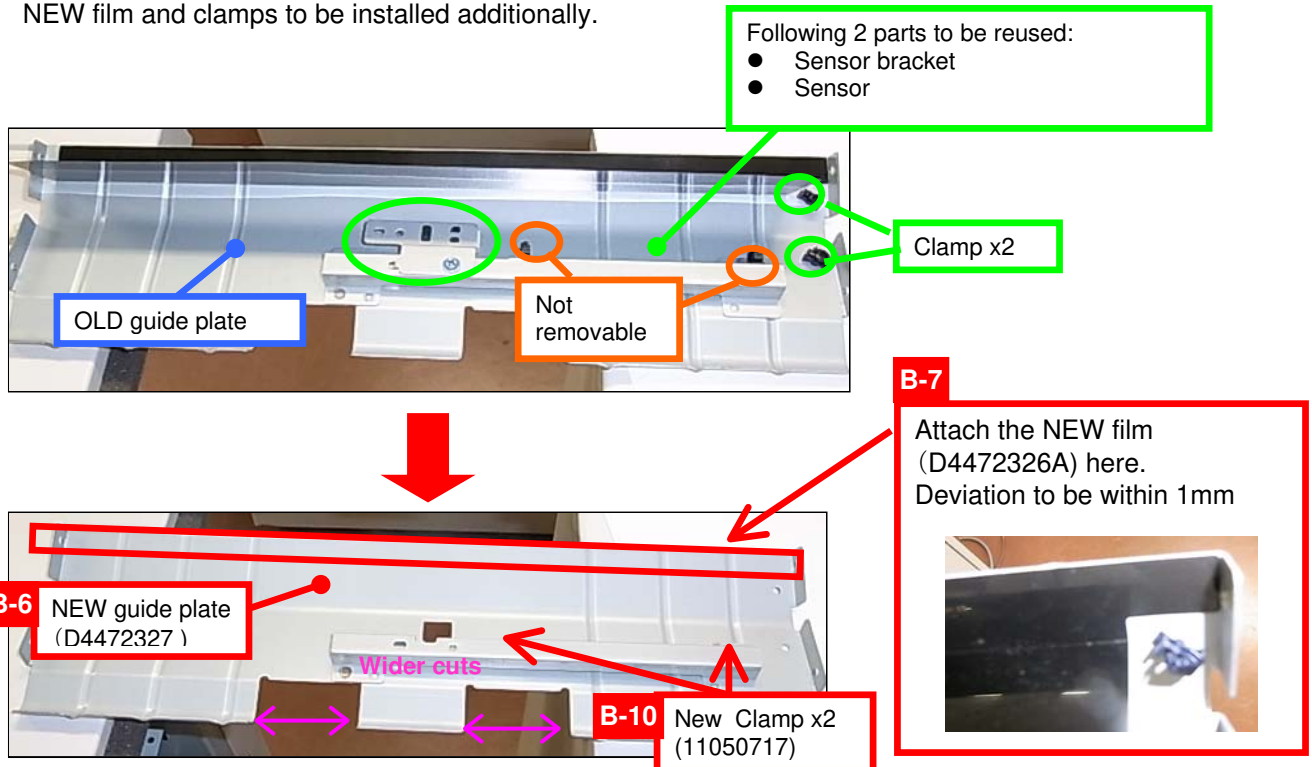 NEW film and clamps to be installed additionally.
Following 2 parts to be reused:
● Sensor bracket
● Sensor
Clamp x2
OLD guide plate
Not
removable
B-7
Attach the NEW film
(D4472326A) here.
Deviation to be within 1mm
B-6
NEW guide plate
(D4472327 )
Wider cuts
B-10
New Clamp x2
(11050717)